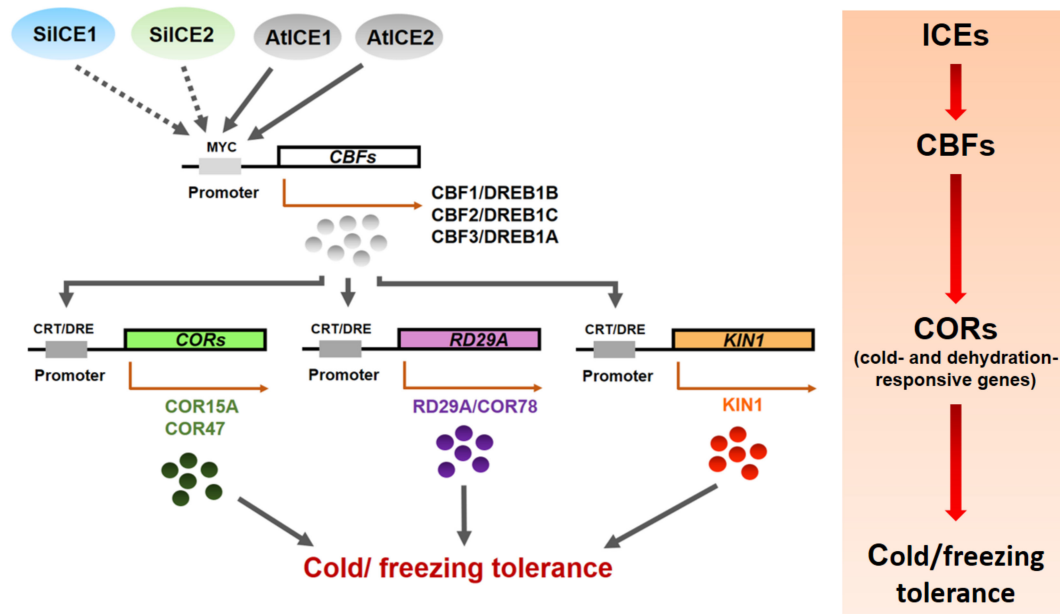 SiICE1
SiICE2
AtICE1
AtICE2
MYC
CBFs
Promoter
CBF1/DREB1B
CBF2/DREB1C
CBF3/DREB1A
CRT/DRE
CORs
Promoter
COR15A
COR47
CRT/DRE
RD29A
Promoter
RD29A/COR78
CRT/DRE
KIN1
Promoter
KIN1
Cold/ freezing tolerance
ICEs
CBFs
CORs
(cold- and dehydration-
responsive genes)
Cold/freezing
tolerance